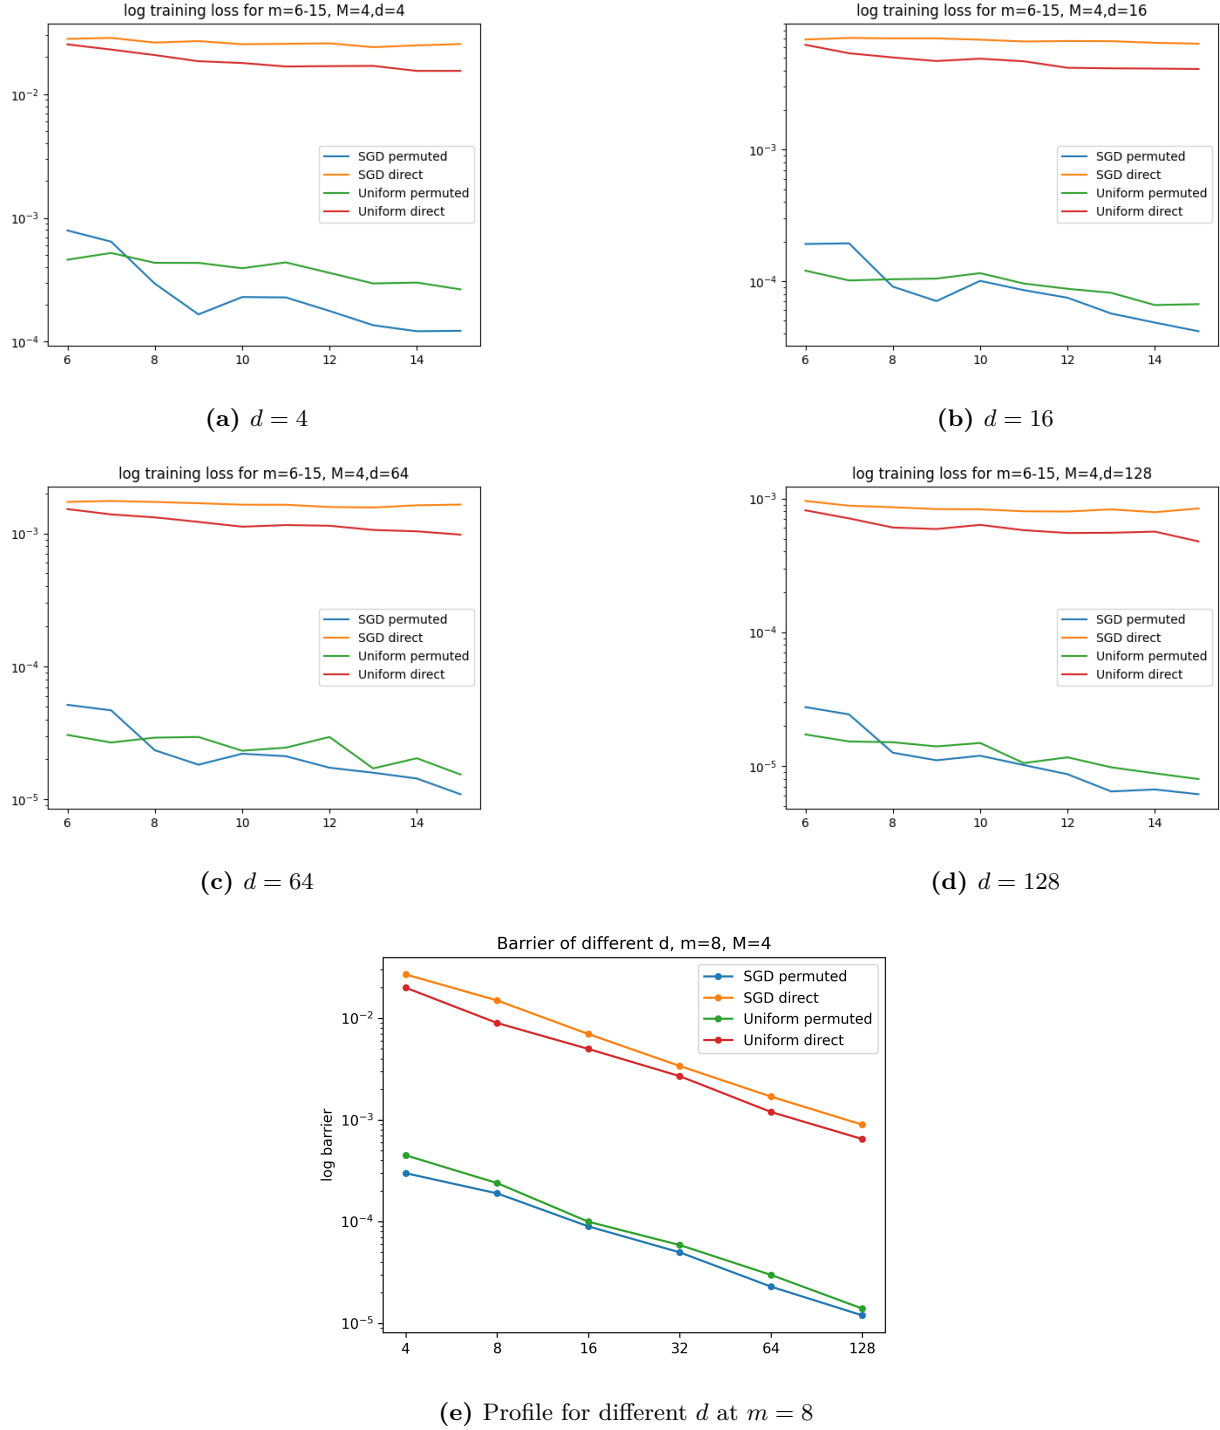 log training loss for m=6-15, M=4,d=4
10⁻²
10⁻³
10⁻⁴
SGD permuted
SGD direct
Uniform permuted
Uniform direct
6 8 10 12 14
(a) d = 4
log training loss for m=6-15, M=4,d=16
10⁻³
10⁻⁴
SGD permuted
SGD direct
Uniform permuted
Uniform direct
6 8 10 12 14
(b) d = 16
log training loss for m=6-15, M=4,d=64
10⁻³
10⁻⁴
10⁻⁵
SGD permuted
SGD direct
Uniform permuted
Uniform direct
6 8 10 12 14
(c) d = 64
log training loss for m=6-15, M=4,d=128
10⁻³
10⁻⁴
10⁻⁵
SGD permuted
SGD direct
Uniform permuted
Uniform direct
6 8 10 12 14
(d) d = 128
Barrier of different d, m=8, M=4
log barrier
10⁻²
10⁻³
10⁻⁴
10⁻⁵
SGD permuted
SGD direct
Uniform permuted
Uniform direct
4 8 16 32 64 128
(e) Profile for different d at m = 8